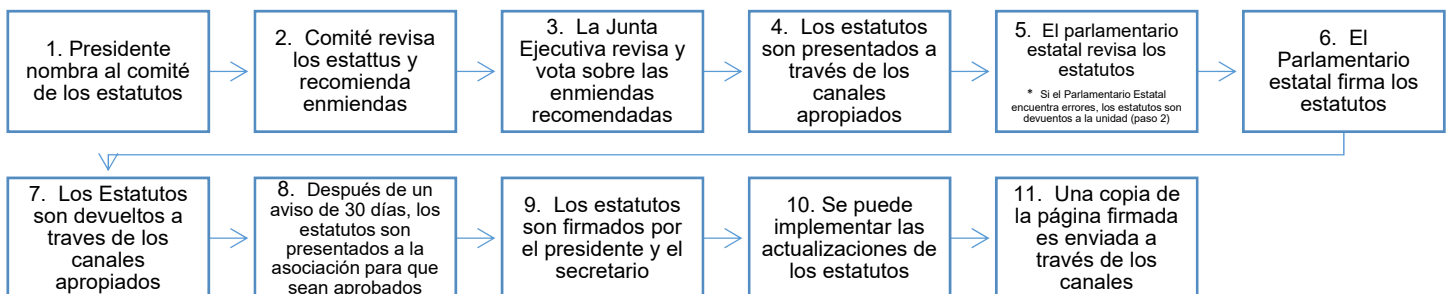 1. Presidente
nombra al comité
de los estatutos
2. Comité revisa
los estattus y
recomienda
enmiendas
3. La Junta
Ejecutiva revisa y
vota sobre las
enmiendas
recomendadas
4. Los estatutos
son presentados a
través de los
canales
apropiados
5. El parlamentario
estatal revisa los
estatutos
* Si el Parlamentario Estatal
encuentra errores, los estatutos son
devuentos a la unidad (paso 2)
6. El
Parlamentario
estatal firma los
estatutos
7. Los Estatutos
son devueltos a
traves de los
canales
apropiados
8. Después de un
aviso de 30 días, los
estatutos son
presentados a la
asociación para que
sean aprobados
9. Los estatutos
son firmados por
el presidente y el
secretario
10. Se puede
implementar las
actualizaciones de
los estatutos
11. Una copia de
la página firmada
es enviada a
través de los
canales